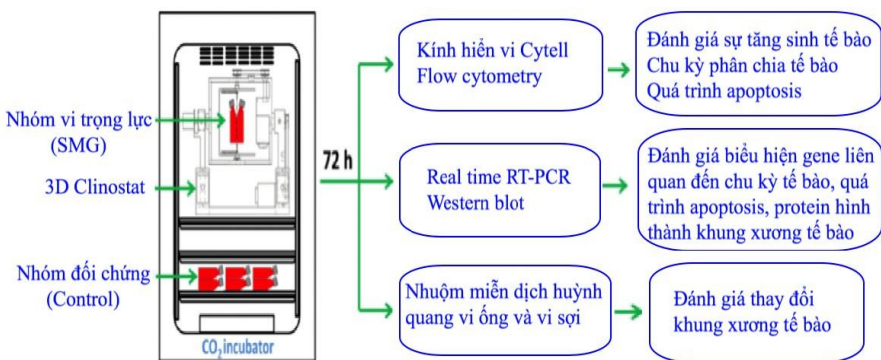 Nhóm vi trọng lực
(SMG)
3D Clinostat
Nhóm đối chứng
(Control)
CO₂ incubator
72 h
Kính hiển vi Cytell
Flow cytometry
Đánh giá sự tăng sinh tế bào
Chu kỳ phân chia tế bào
Quá trình apoptosis
Real time RT-PCR
Western blot
Đánh giá biểu hiện gene liên
quan đến chu kỳ tế bào, quá
trình apoptosis, protein hình
thành khung xương tế bào
Nhuộm miễn dịch huỳnh
quang vi ống và vi sợi
Đánh giá thay đổi
khung xương tế bào